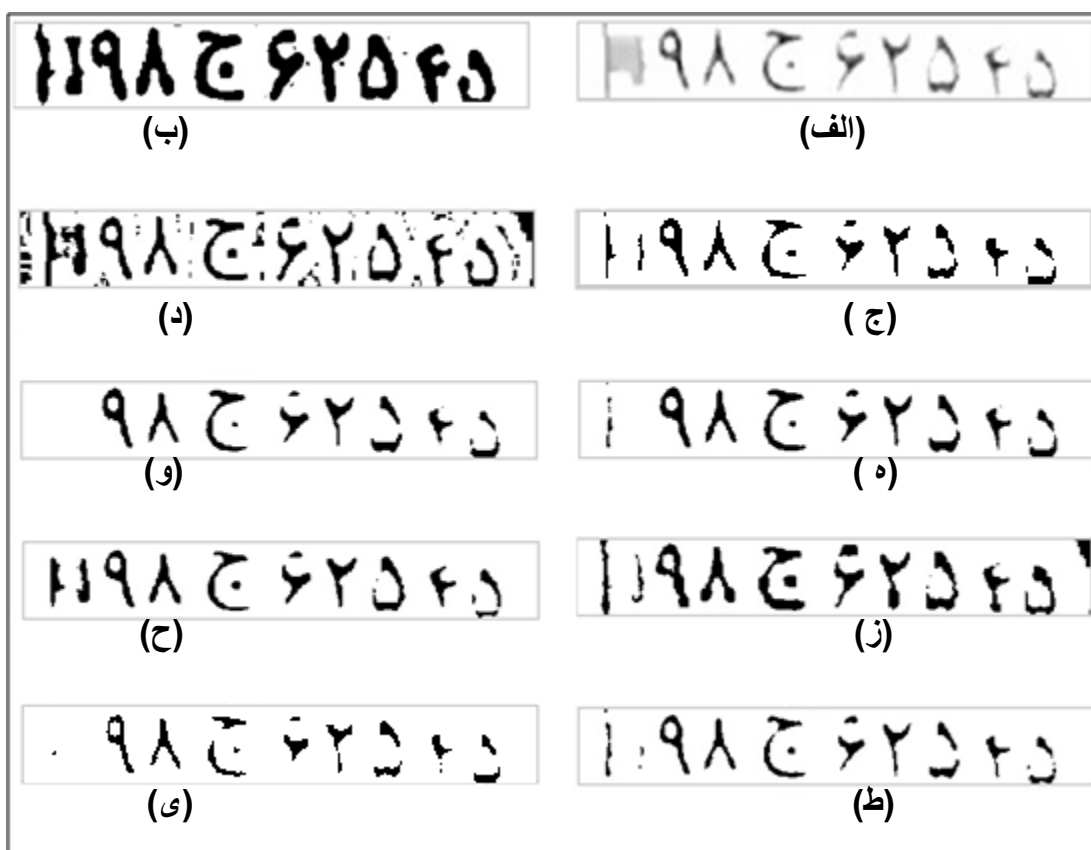 ۹۸ ج ۶۲۵ ۴۵
۹۸ ج ۶۲۵ ۴۵
(الف)
(ب)
۹۸ ج ۶۲۵ ۴۵
۹۸ ج ۶۲۵ ۴۵
(ج )
(د)
۹۸ ج ۶۲۵ ۴۵
۹۸ ج ۶۲۵ ۴۵
(ه )
(و)
۹۸ ج ۶۲۵ ۴۵
۹۸ ج ۶۲۵ ۴۵
(ز)
(ح)
۹۸ ج ۶۲۵ ۴۵
۹۸ ج ۶۲۵ ۴۵
(ط)
(ی)